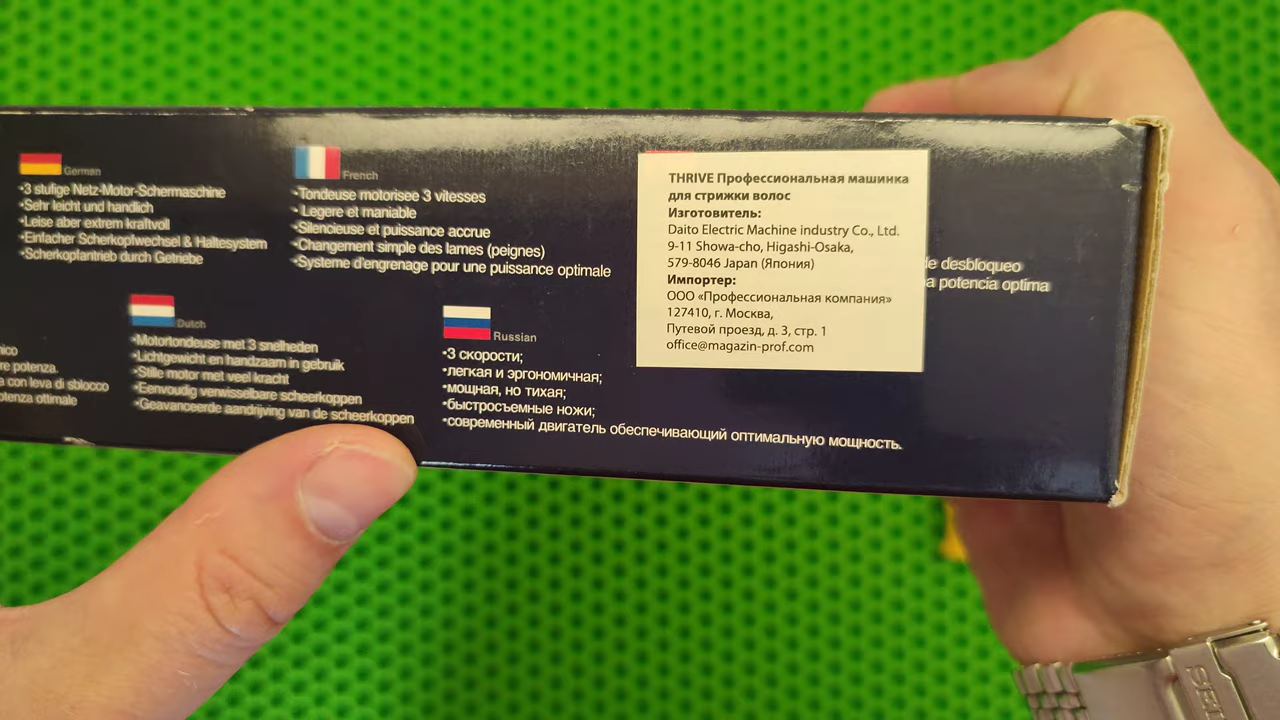 German
•3 stufige Netz-Motor-Schermaschine
•Sehr leicht und handlich
•Leise aber extrem kraftvoll
•Einfacher Scherkopfwechsel & Haltesystem
•Scherkopfantrieb durch Getriebe
French
•Tondeuse motorisee 3 vitesses
• Legere et maniable
•Silencieuse et puissance accrue
•Changement simple des lames (peignes)
•Systeme d'engrenage pour une puissance optimale
THRIVE Профессиональная машинка
для стрижки волос
Изготовитель:
Daito Electric Machine industry Co., Ltd.
9-11 Showa-cho, Higashi-Osaka,
579-8046 Japan (Япония)
Импортер:
ООО «Профессиональная компания»
127410, г. Москва,
Путевой проезд, д. 3, стр. 1
office@magazin-prof.com
de desbloqueo
a potencia optima
nico
re potenza.
a con leva di sblocco
otenza ottimale
Dutch
•Motortondeuse met 3 snelheden
•Lichtgewicht en handzaam in gebruik
•Stille motor met veel kracht
•Eenvoudig verwisselbare scheerkoppen
•Geavanceerde aandrijving van de scheerkoppen
Russian
•3 скорости;
•легкая и эргономичная;
•мощная, но тихая;
•быстросъемные ножи;
•современный двигатель обеспечивающий оптимальную мощность.